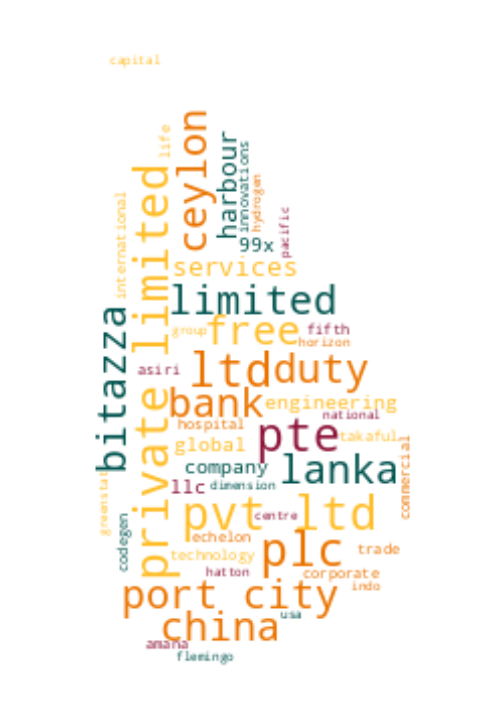 capital
life
ceylon
harbour
innovations
hydrogen
pacific
international
private limited
99x
services
limited
bitazza
group
free
fifth
horizon
asiri
ltd
duty
bank
engineering
national
hospital
pte
takaful
global
company
lanka
commercial
llc
dimension
greenstat
pvt ltd
centre
codegen
echelon
plc
trade
technology
hatton
corporate
indo
port city
usa
china
amana
flemingo